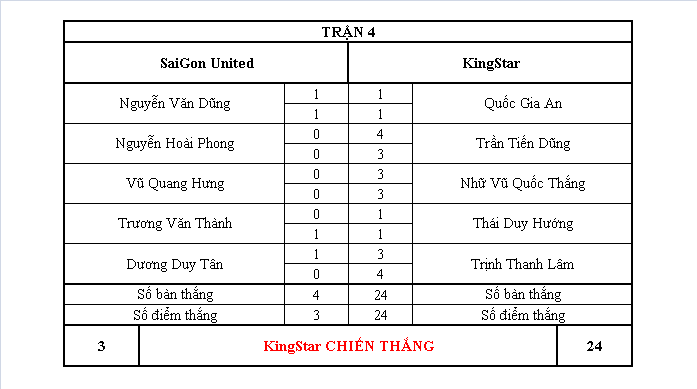 TRẬN 4
SaiGon United KingStar
Nguyễn Văn Dũng 1 1 Quốc Gia An
1 1
Nguyễn Hoài Phong 0 4 Trần Tiến Dũng
0 3
Vũ Quang Hưng 0 3 Nhữ Vũ Quốc Thắng
0 3
Trương Văn Thành 0 1 Thái Duy Hướng
1 1
Dương Duy Tân 1 3 Trịnh Thanh Lâm
0 4
Số bàn thắng 4 24 Số bàn thắng
Số điểm thắng 3 24 Số điểm thắng
3 KingStar CHIẾN THẮNG 24